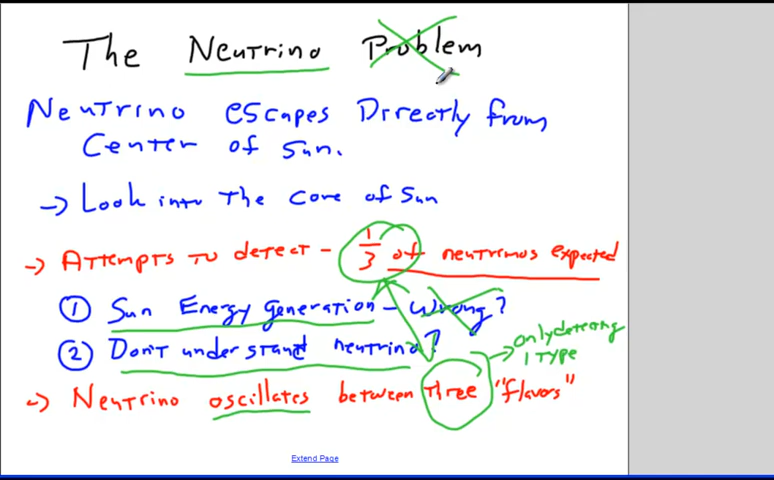 The Neutrino Problem
Neutrino escapes Directly from
Center of Sun.
→ Look into The core of Sun
→ Attempts to detect - 1/3 of neutrinos expected
① Sun Energy generation - wrong?
② Don't understand neutrino?
only detecting
1 Type
→ Neutrino oscillates between three "flavors"
Extend Page